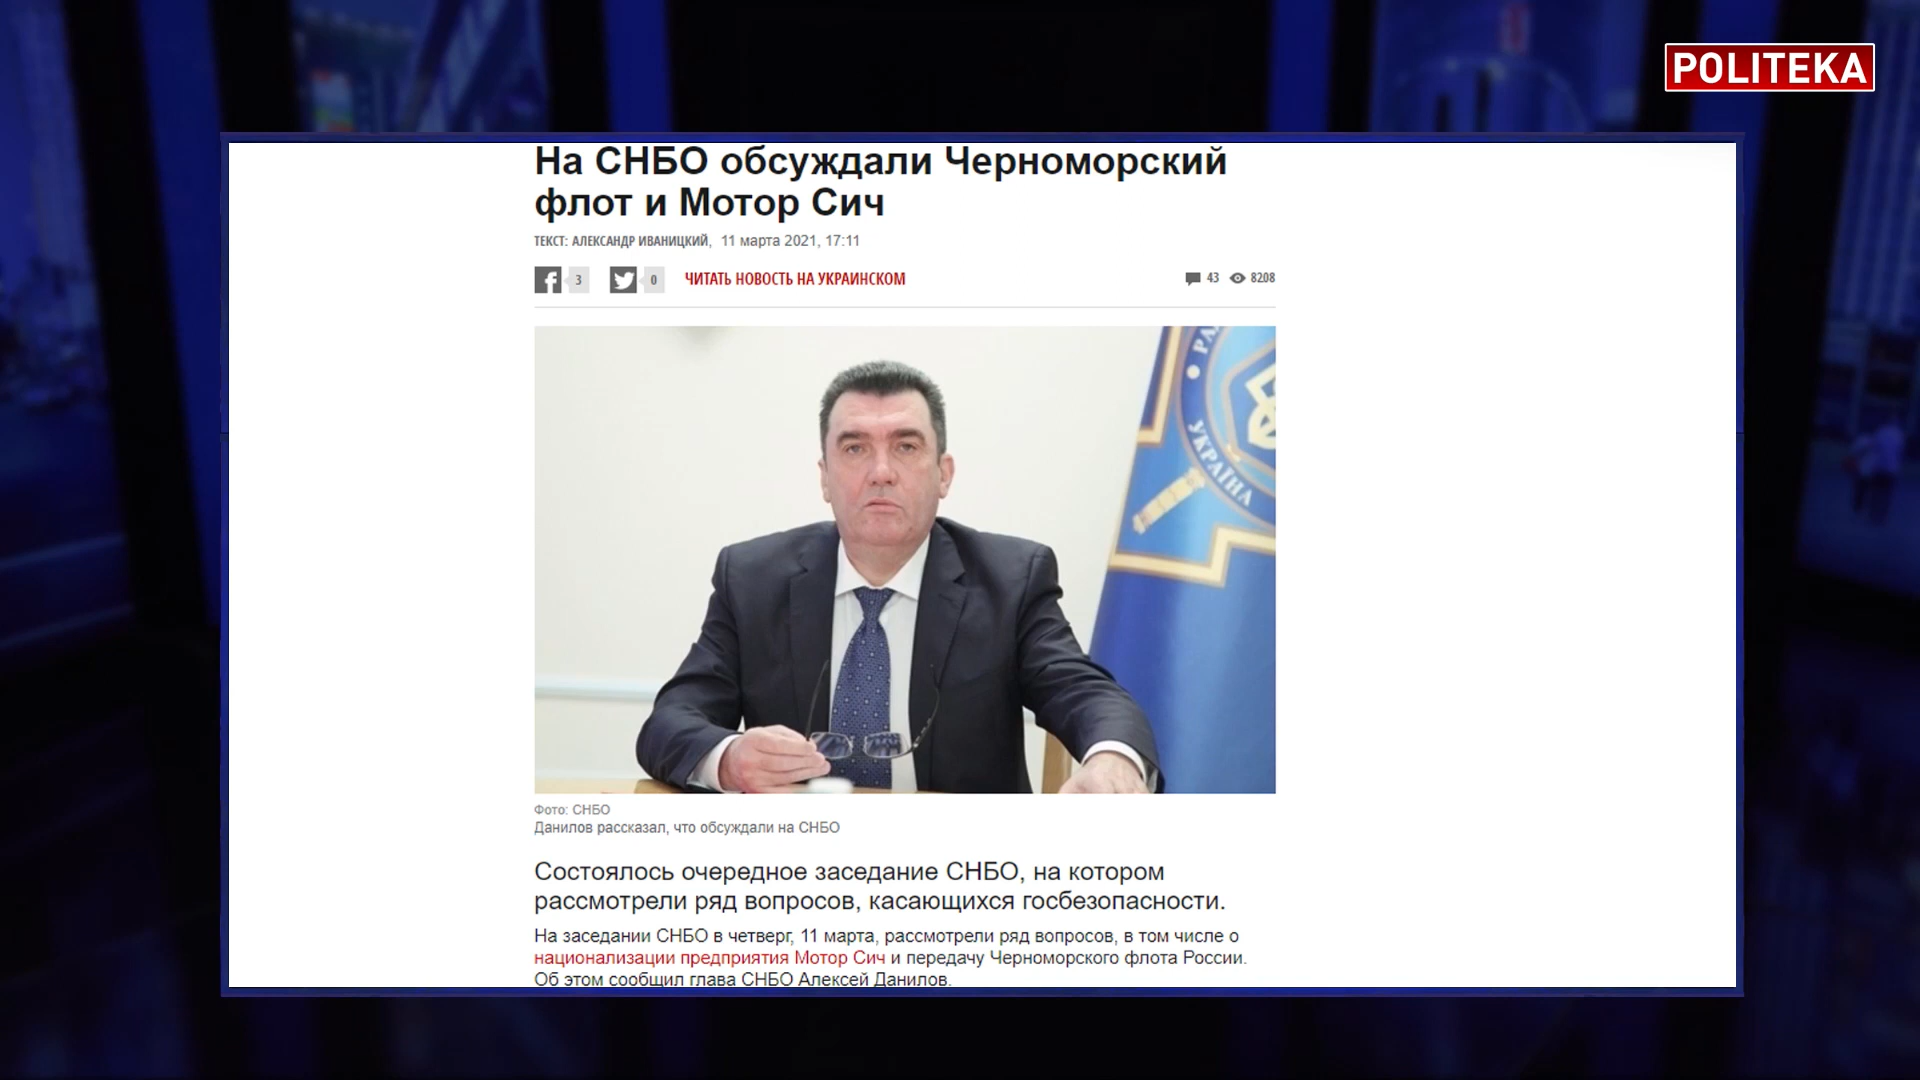 POLITEKA
На СНБО обсуждали Черноморский
флот и Мотор Сич
ТЕКСТ: АЛЕКСАНДР ИВАНИЦКИЙ, 11 марта 2021, 17:11
3 0 ЧИТАТЬ НОВОСТЬ НА УКРАИНСКОМ 43 8208
РА
УКРАЇНА
Фото: СНБО
Данилов рассказал, что обсуждали на СНБО
Состоялось очередное заседание СНБО, на котором
рассмотрели ряд вопросов, касающихся госбезопасности.
На заседании СНБО в четверг, 11 марта, рассмотрели ряд вопросов, в том числе о
национализации предприятия Мотор Сич и передачу Черноморского флота России.
Об этом сообщил глава СНБО Алексей Данилов.